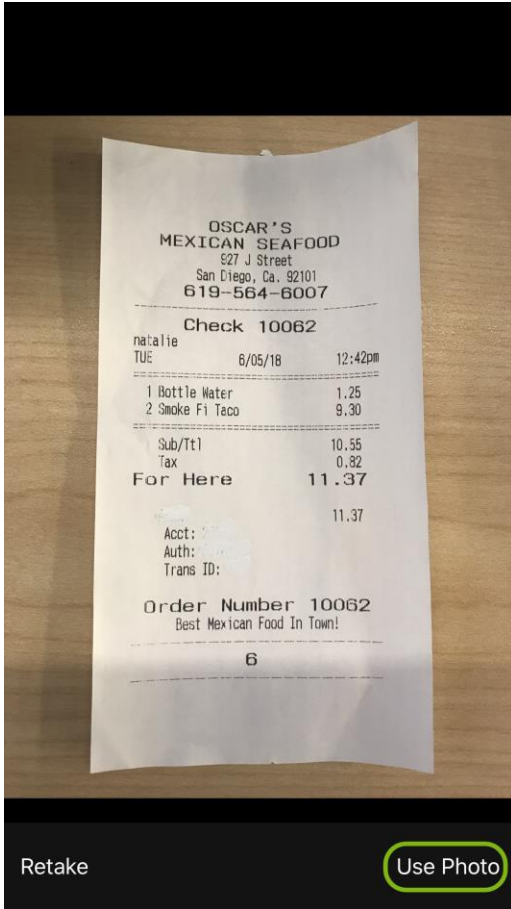 OSCAR'S
MEXICAN SEAFOOD
927 J Street
San Diego, Ca. 92101
619-564-6007
Check 10062
natalie
TUE 6/05/18 12:42pm
1 Bottle Water 1.25
2 Smoke Fi Taco 9.30
Sub/Ttl 10.55
Tax 0.82
For Here 11.37
11.37
Acct:
Auth:
Trans ID:
Order Number 10062
Best Mexican Food In Town!
6
Retake Use Photo